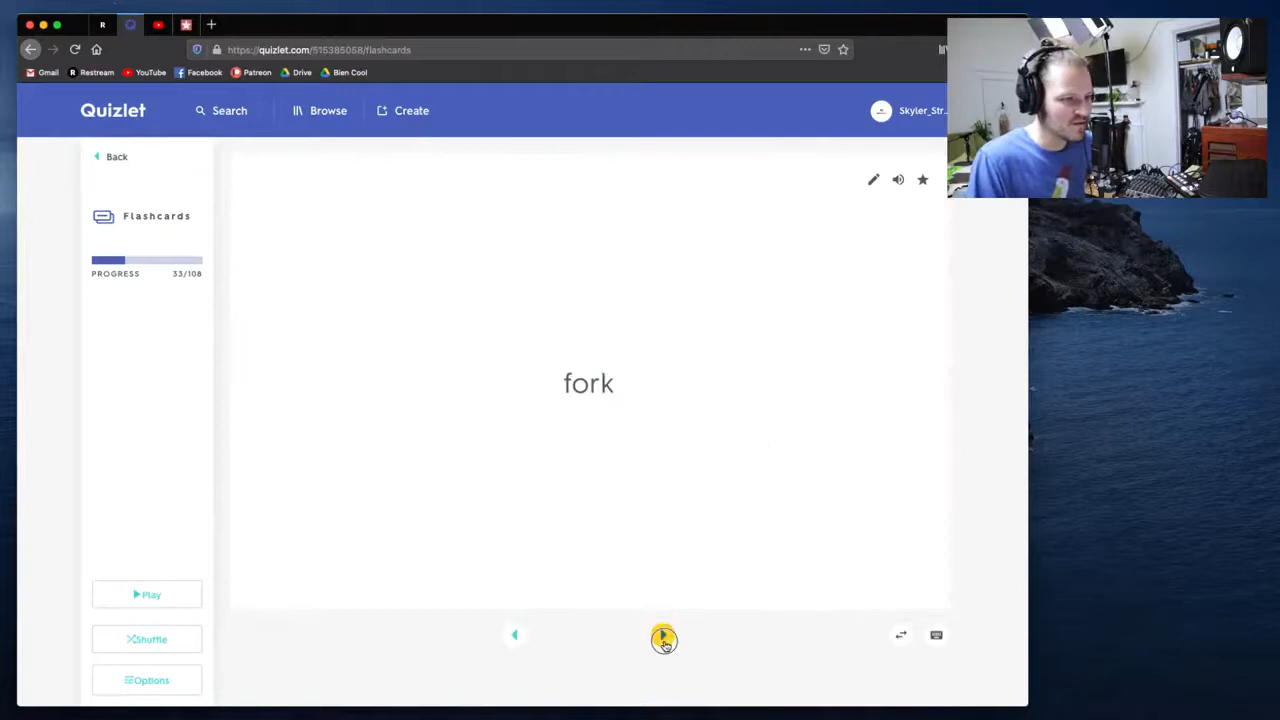 R
https://quizlet.com/515385058/flashcards
Gmail
R Restream
YouTube
Facebook
Patreon
Drive
Bien Cool
Quizlet
Search
Browse
Create
Skyler_Str...
Back
Flashcards
PROGRESS 33/108
fork
Play
Shuffle
Options